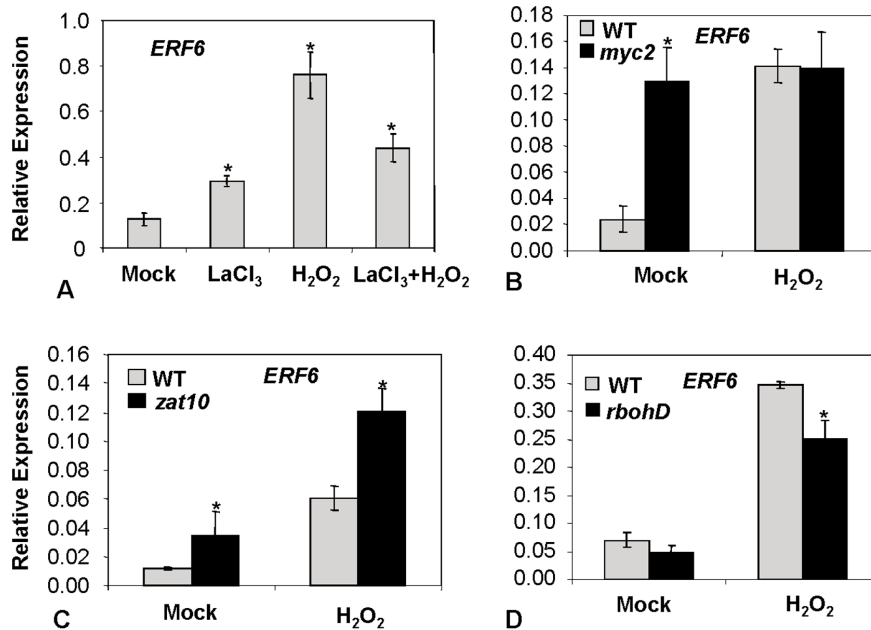 Relative Expression
1.0
0.8
0.6
0.4
0.2
0
ERF6
*
*
*
Mock
LaCl₃
H₂O₂
LaCl₃+H₂O₂
A
0.18
0.16
0.14
0.12
0.10
0.08
0.06
0.04
0.02
0.00
WT
myc2
ERF6
*
Mock
H₂O₂
B
Relative Expression
0.16
0.14
0.12
0.10
0.08
0.06
0.04
0.02
0.00
WT
zat10
ERF6
*
*
Mock
H₂O₂
C
0.40
0.35
0.30
0.25
0.20
0.15
0.10
0.05
0.00
WT
rbohD
ERF6
*
Mock
H₂O₂
D